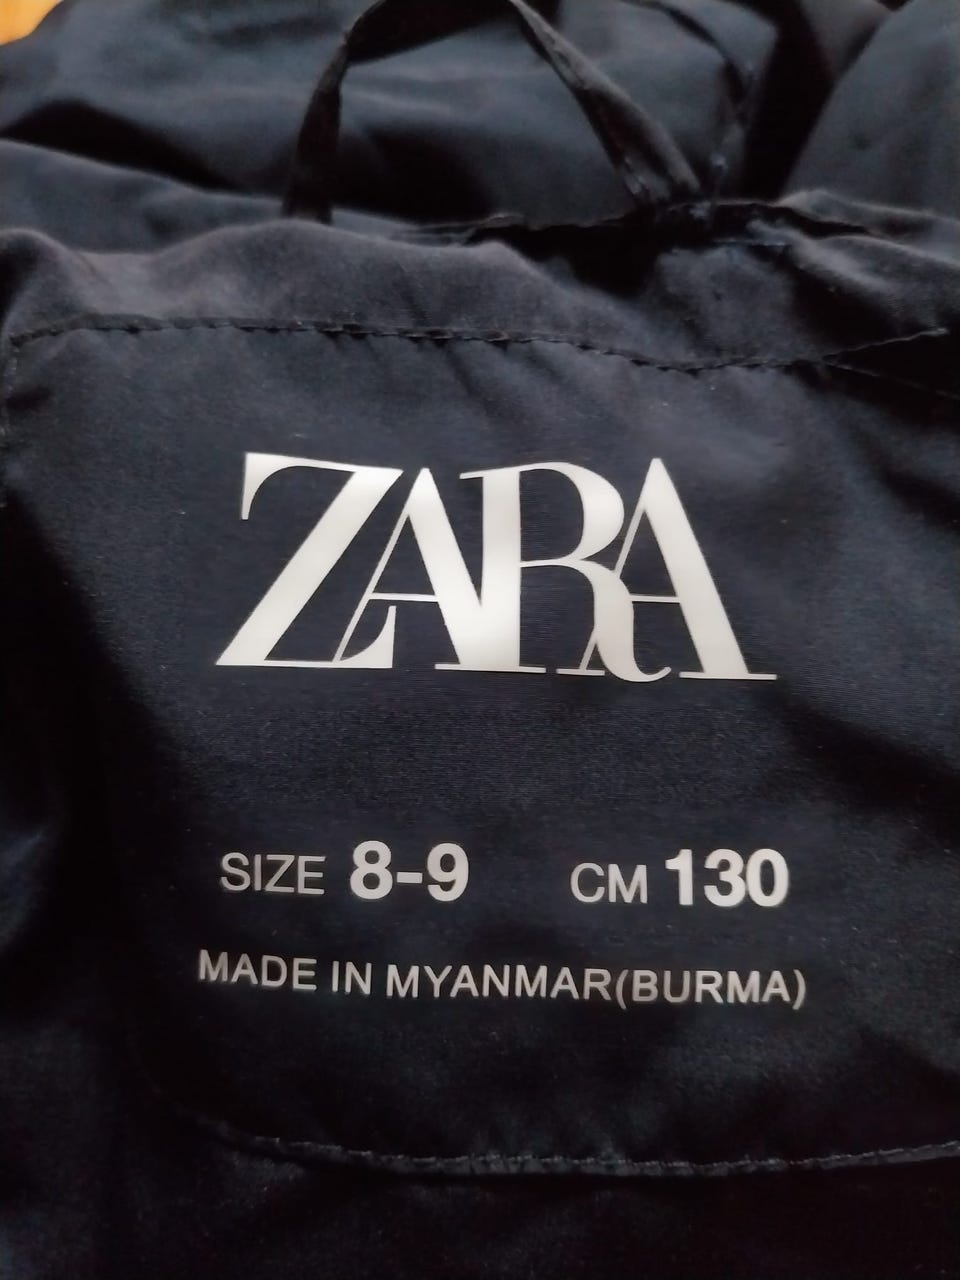 ZARA
SIZE 8-9 CM 130
MADE IN MYANMAR(BURMA)